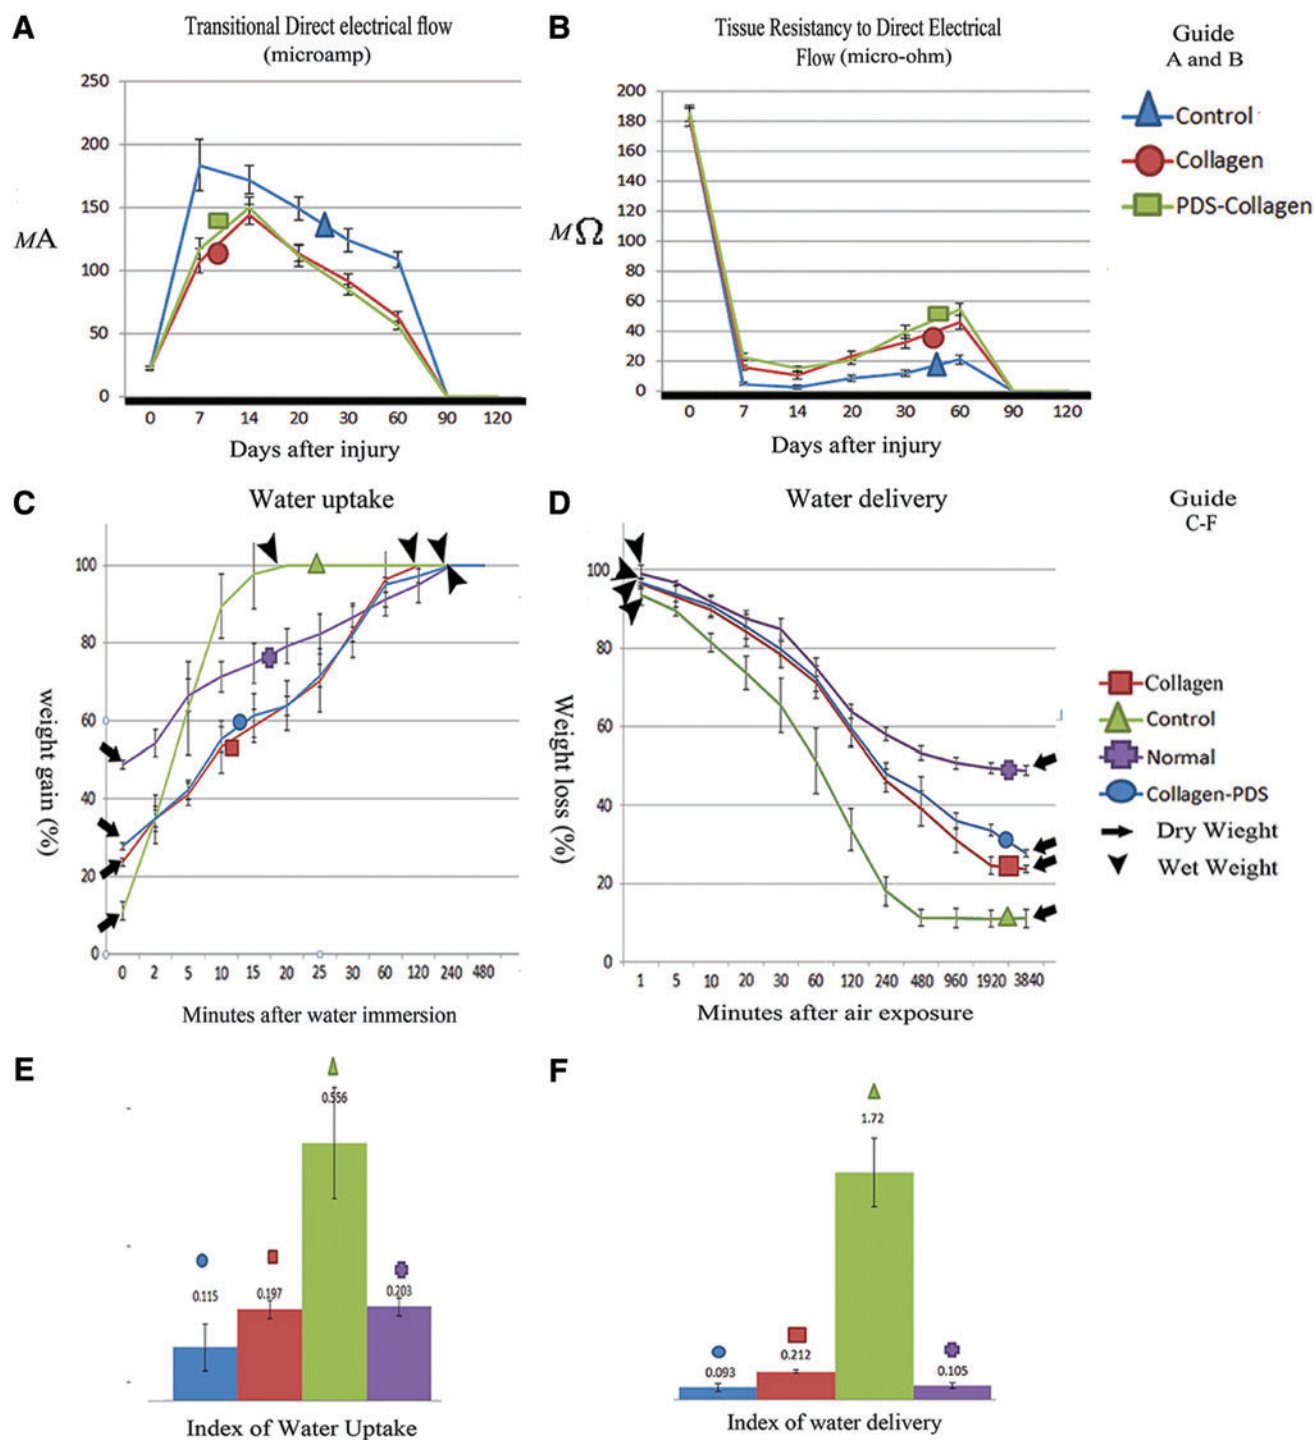 A
Transitional Direct electrical flow
(microamp)
250
200
150
100
50
0
MA
0 7 14 20 30 60 90 120
Days after injury
B
Tissue Resistancy to Direct Electrical
Flow (micro-ohm)
200
180
160
140
120
100
80
60
40
20
0
MΩ
0 7 14 20 30 60 90 120
Days after injury
Guide
A and B
Control
Collagen
PDS-Collagen
C
Water uptake
100
80
60
40
20
0
weight gain (%)
0 2 5 10 15 20 25 30 60 120 240 480
Minutes after water immersion
D
Water delivery
100
80
60
40
20
0
Weight loss (%)
1 5 10 20 30 60 120 240 480 960 1920 3840
Minutes after air exposure
Guide
C-F
Collagen
Control
Normal
Collagen-PDS
Dry Wieght
Wet Weight
E
0.115
0.197
0.556
0.203
Index of Water Uptake
F
0.093
0.212
1.72
0.105
Index of water delivery